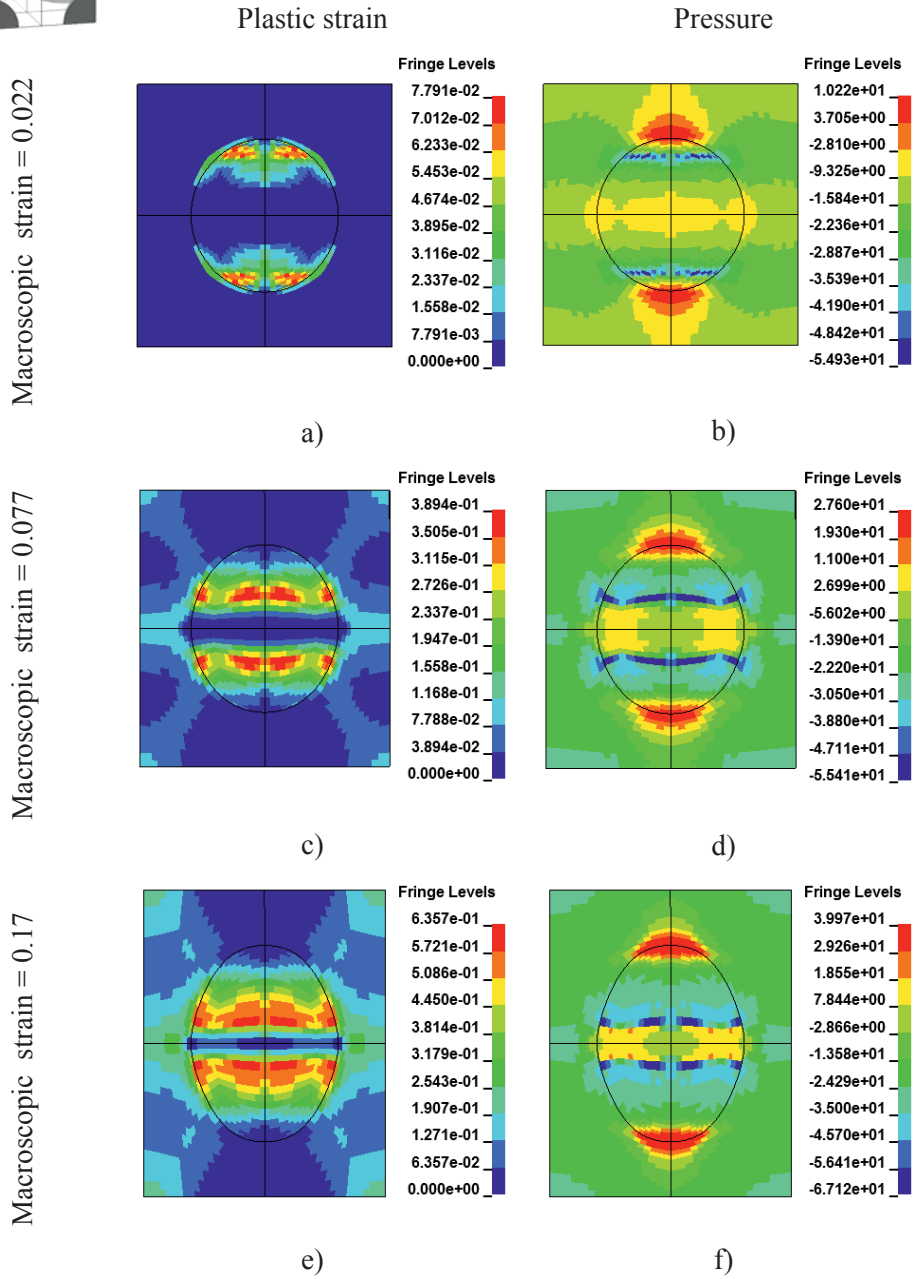 Plastic strain
Pressure
Macroscopic strain = 0.022
Fringe Levels
7.791e-02
7.012e-02
6.233e-02
5.453e-02
4.674e-02
3.895e-02
3.116e-02
2.337e-02
1.558e-02
7.791e-03
0.000e+00
a)
Fringe Levels
1.022e+01
3.705e+00
-2.810e+00
-9.325e+00
-1.584e+01
-2.236e+01
-2.887e+01
-3.539e+01
-4.190e+01
-4.842e+01
-5.493e+01
b)
Macroscopic strain = 0.077
Fringe Levels
3.894e-01
3.505e-01
3.115e-01
2.726e-01
2.337e-01
1.947e-01
1.558e-01
1.168e-01
7.788e-02
3.894e-02
0.000e+00
c)
Fringe Levels
2.760e+01
1.930e+01
1.100e+01
2.699e+00
-5.602e+00
-1.390e+01
-2.220e+01
-3.050e+01
-3.880e+01
-4.711e+01
-5.541e+01
d)
Macroscopic strain = 0.17
Fringe Levels
6.357e-01
5.721e-01
5.086e-01
4.450e-01
3.814e-01
3.179e-01
2.543e-01
1.907e-01
1.271e-01
6.357e-02
0.000e+00
e)
Fringe Levels
3.997e+01
2.926e+01
1.855e+01
7.844e+00
-2.866e+00
-1.358e+01
-2.429e+01
-3.500e+01
-4.570e+01
-5.641e+01
-6.712e+01
f)